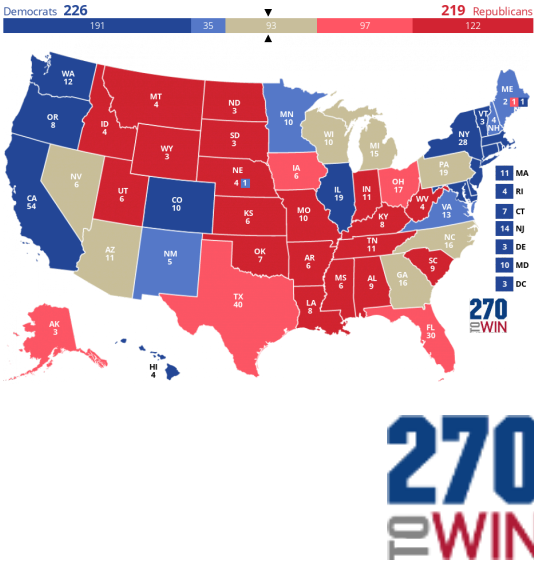 Democrats 226
219 Republicans
191 35 93 97 122
WA
12
OR
8
CA
54
NV
6
ID
4
MT
4
WY
3
UT
6
AZ
11
CO
10
NM
5
ND
3
SD
3
NE
4 1
KS
6
OK
7
TX
40
MN
10
IA
6
MO
10
AR
6
LA
8
WI
10
IL
19
MI
15
IN
11
OH
17
KY
8
TN
11
MS
6
AL
9
GA
16
FL
30
SC
9
NC
16
VA
13
WV
4
PA
19
NY
28
VT
3
4
NH
ME
2 1 1
11 MA
4 RI
7 CT
14 NJ
3 DE
10 MD
3 DC
AK
3
HI
4
270
TO WIN
270
TO WIN